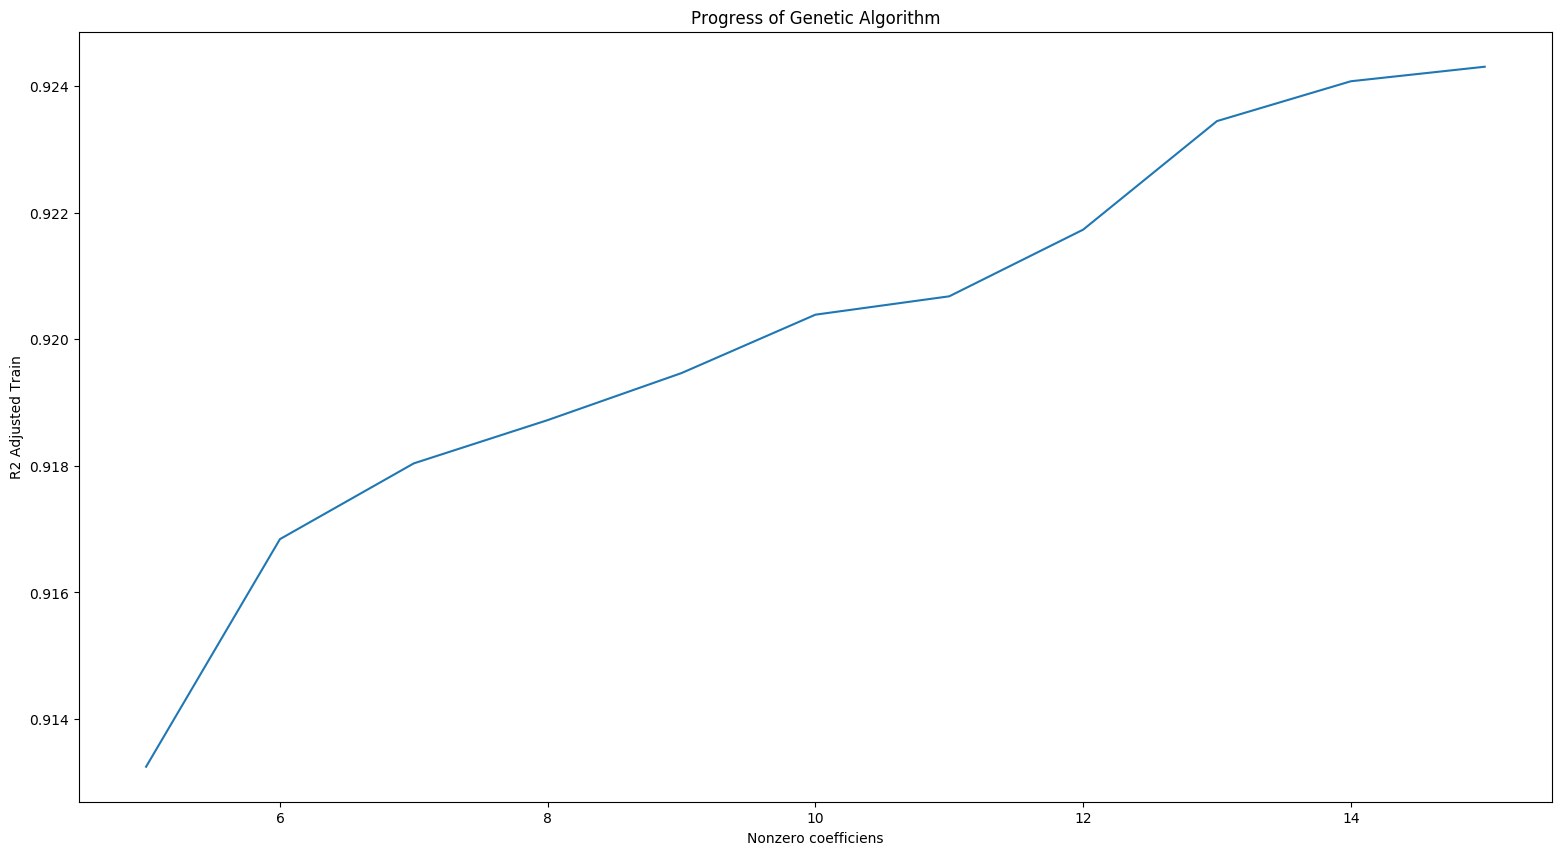 Progress of Genetic Algorithm
R2 Adjusted Train
0.924
0.922
0.920
0.918
0.916
0.914
6 8 10 12 14
Nonzero coefficiens